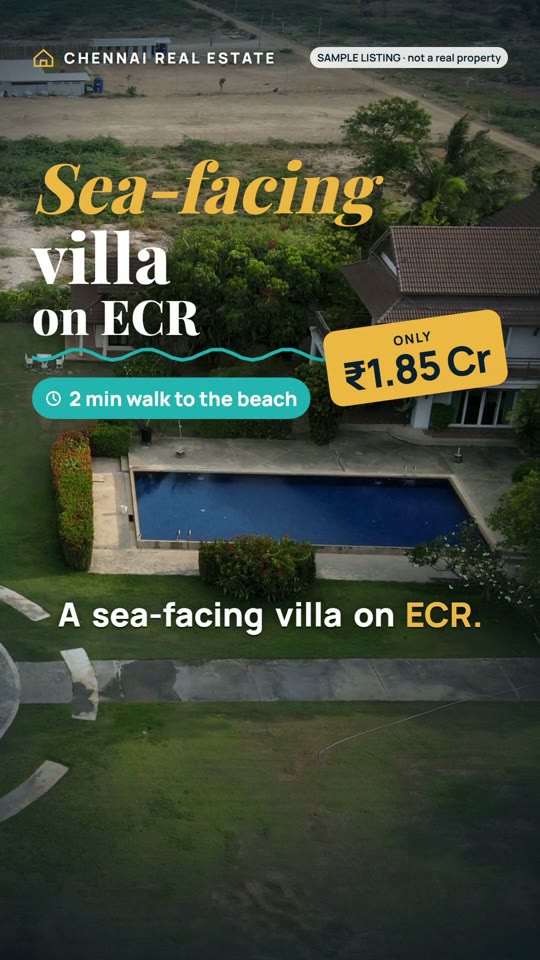 CHENNAI REAL ESTATE
SAMPLE LISTING · not a real property
Sea-facing
villa
on ECR
ONLY
₹1.85 Cr
2 min walk to the beach
A sea-facing villa on ECR.